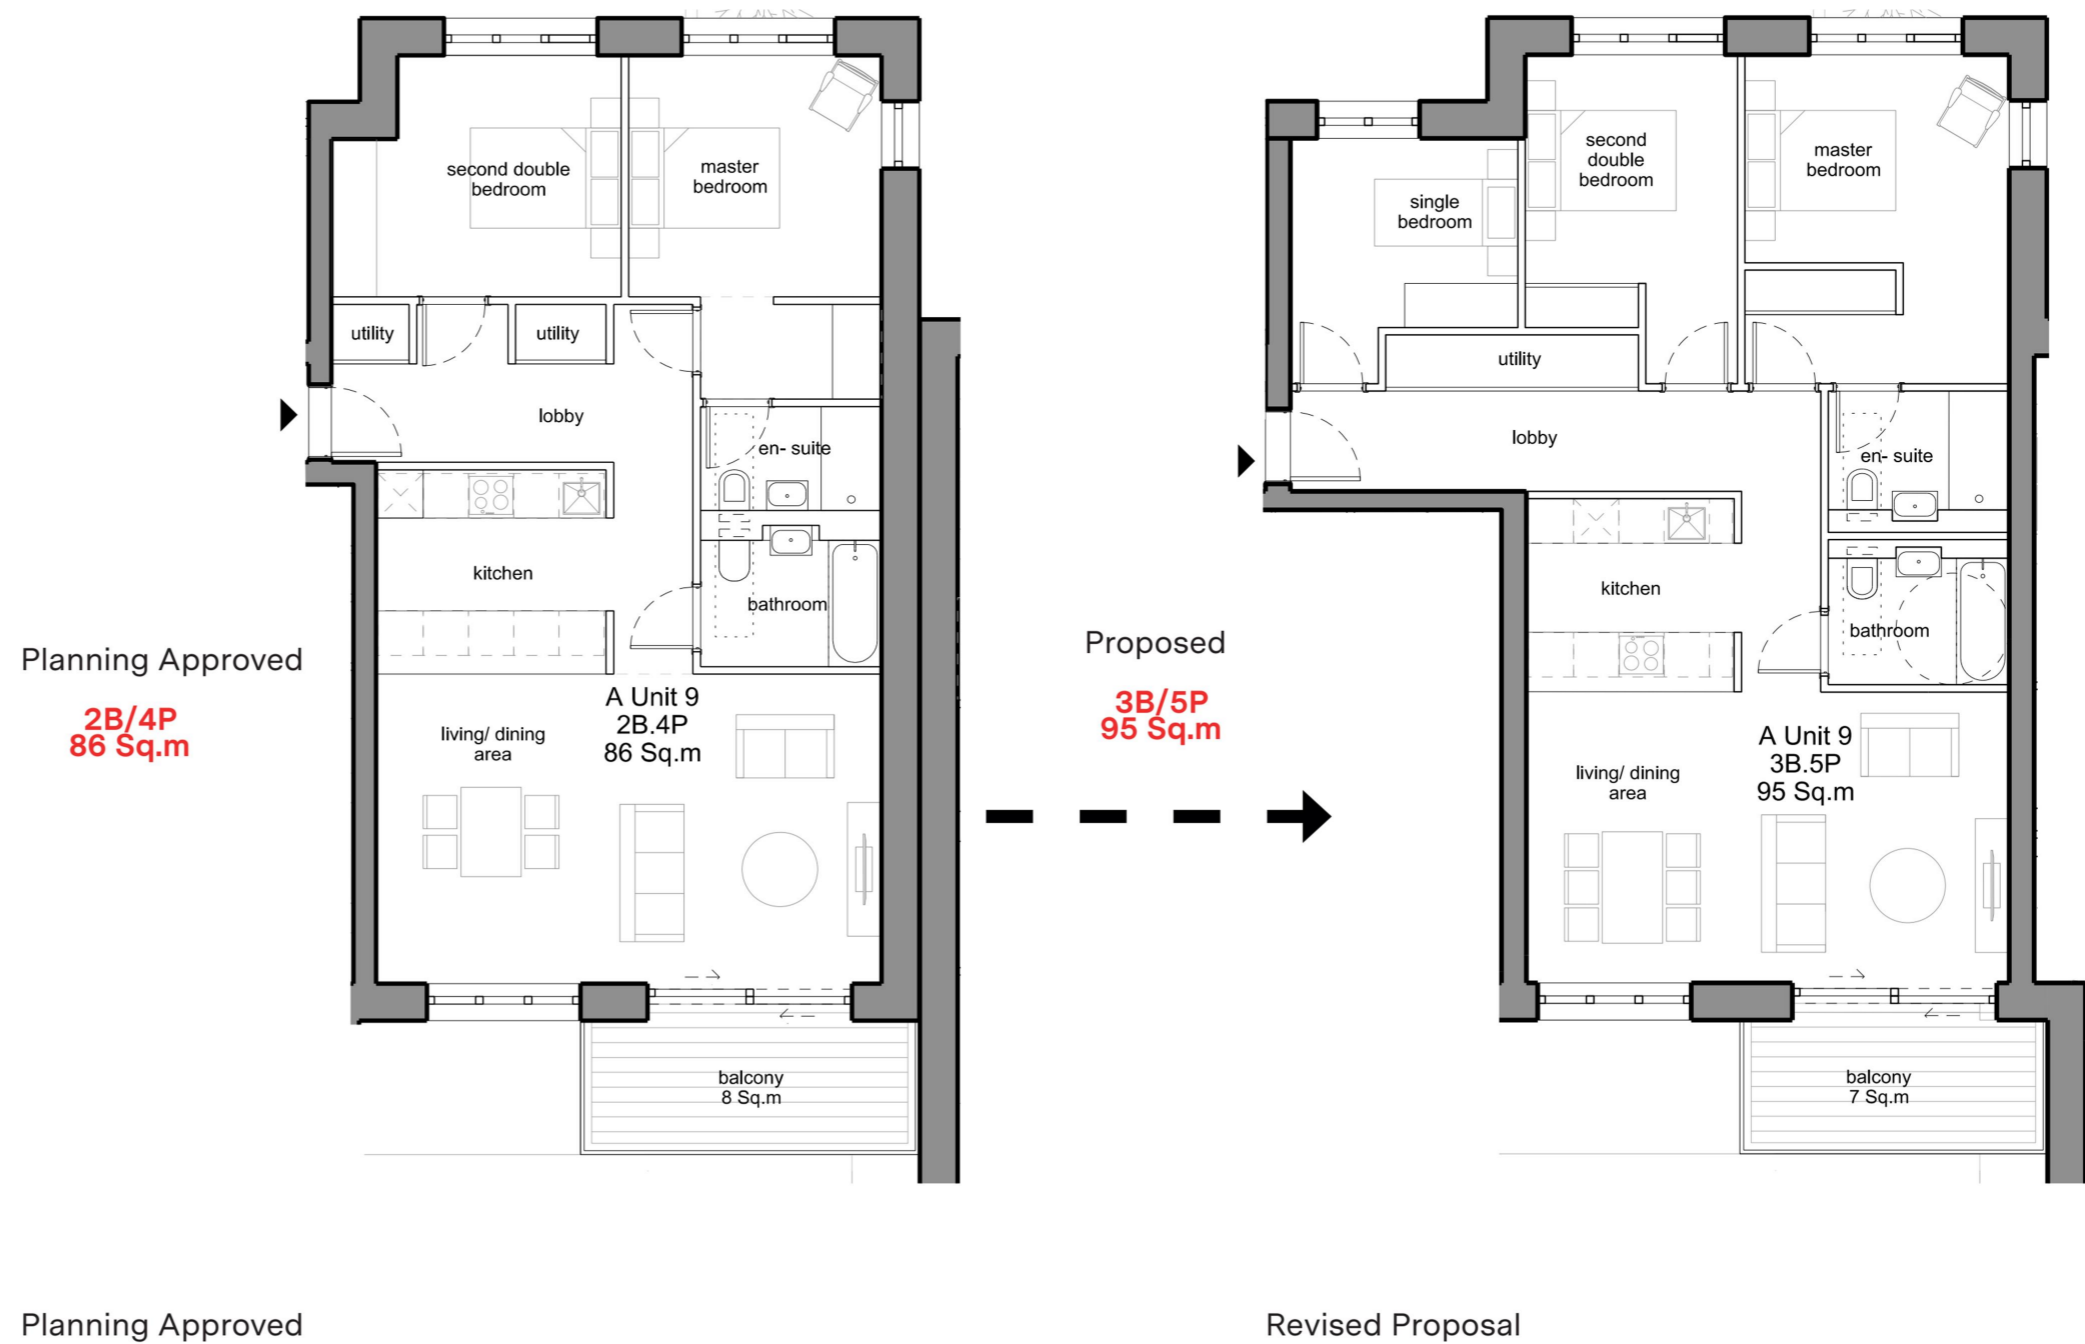 second double
bedroom
master
bedroom
utility
utility
lobby
en- suite
kitchen
bathroom
Planning Approved
2B/4P
86 Sq.m
A Unit 9
2B.4P
86 Sq.m
living/ dining
area
balcony
8 Sq.m
Proposed
3B/5P
95 Sq.m
single
bedroom
second
double
bedroom
master
bedroom
utility
lobby
en- suite
kitchen
bathroom
A Unit 9
3B.5P
95 Sq.m
living/ dining
area
balcony
7 Sq.m
Planning Approved
Revised Proposal